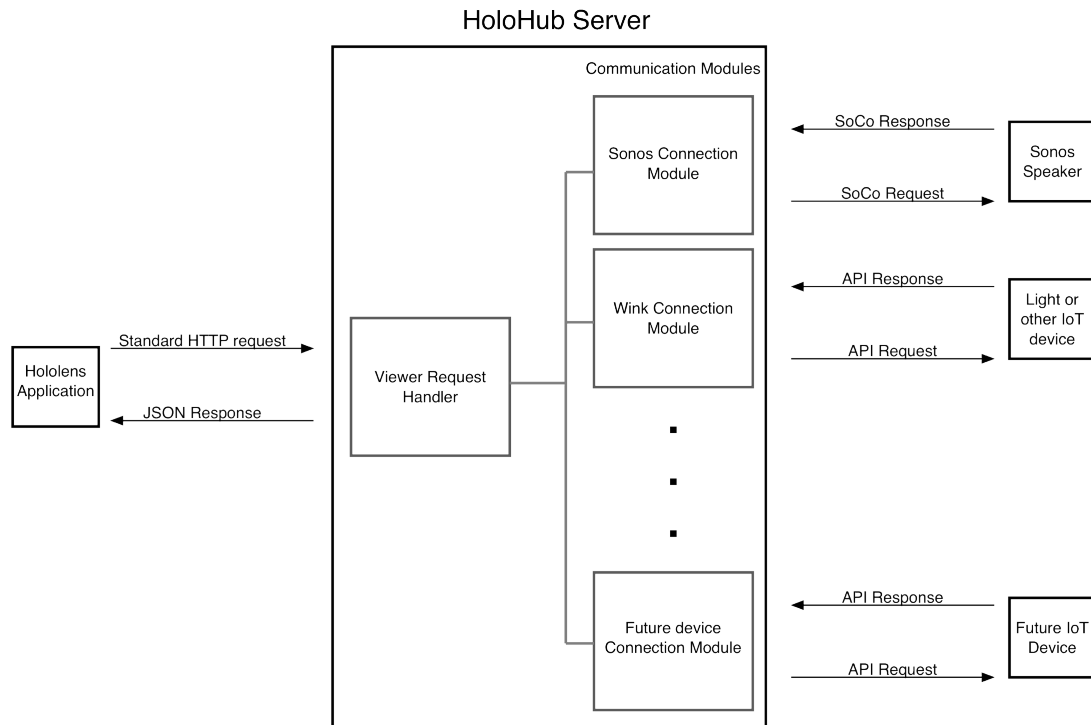 HoloHub Server
Communication Modules
Sonos Connection
Module
SoCo Response
SoCo Request
Sonos
Speaker
Wink Connection
Module
API Response
API Request
Light or
other IoT
device
Standard HTTP request
JSON Response
Hololens
Application
Viewer Request
Handler
Future device
Connection Module
API Response
API Request
Future IoT
Device